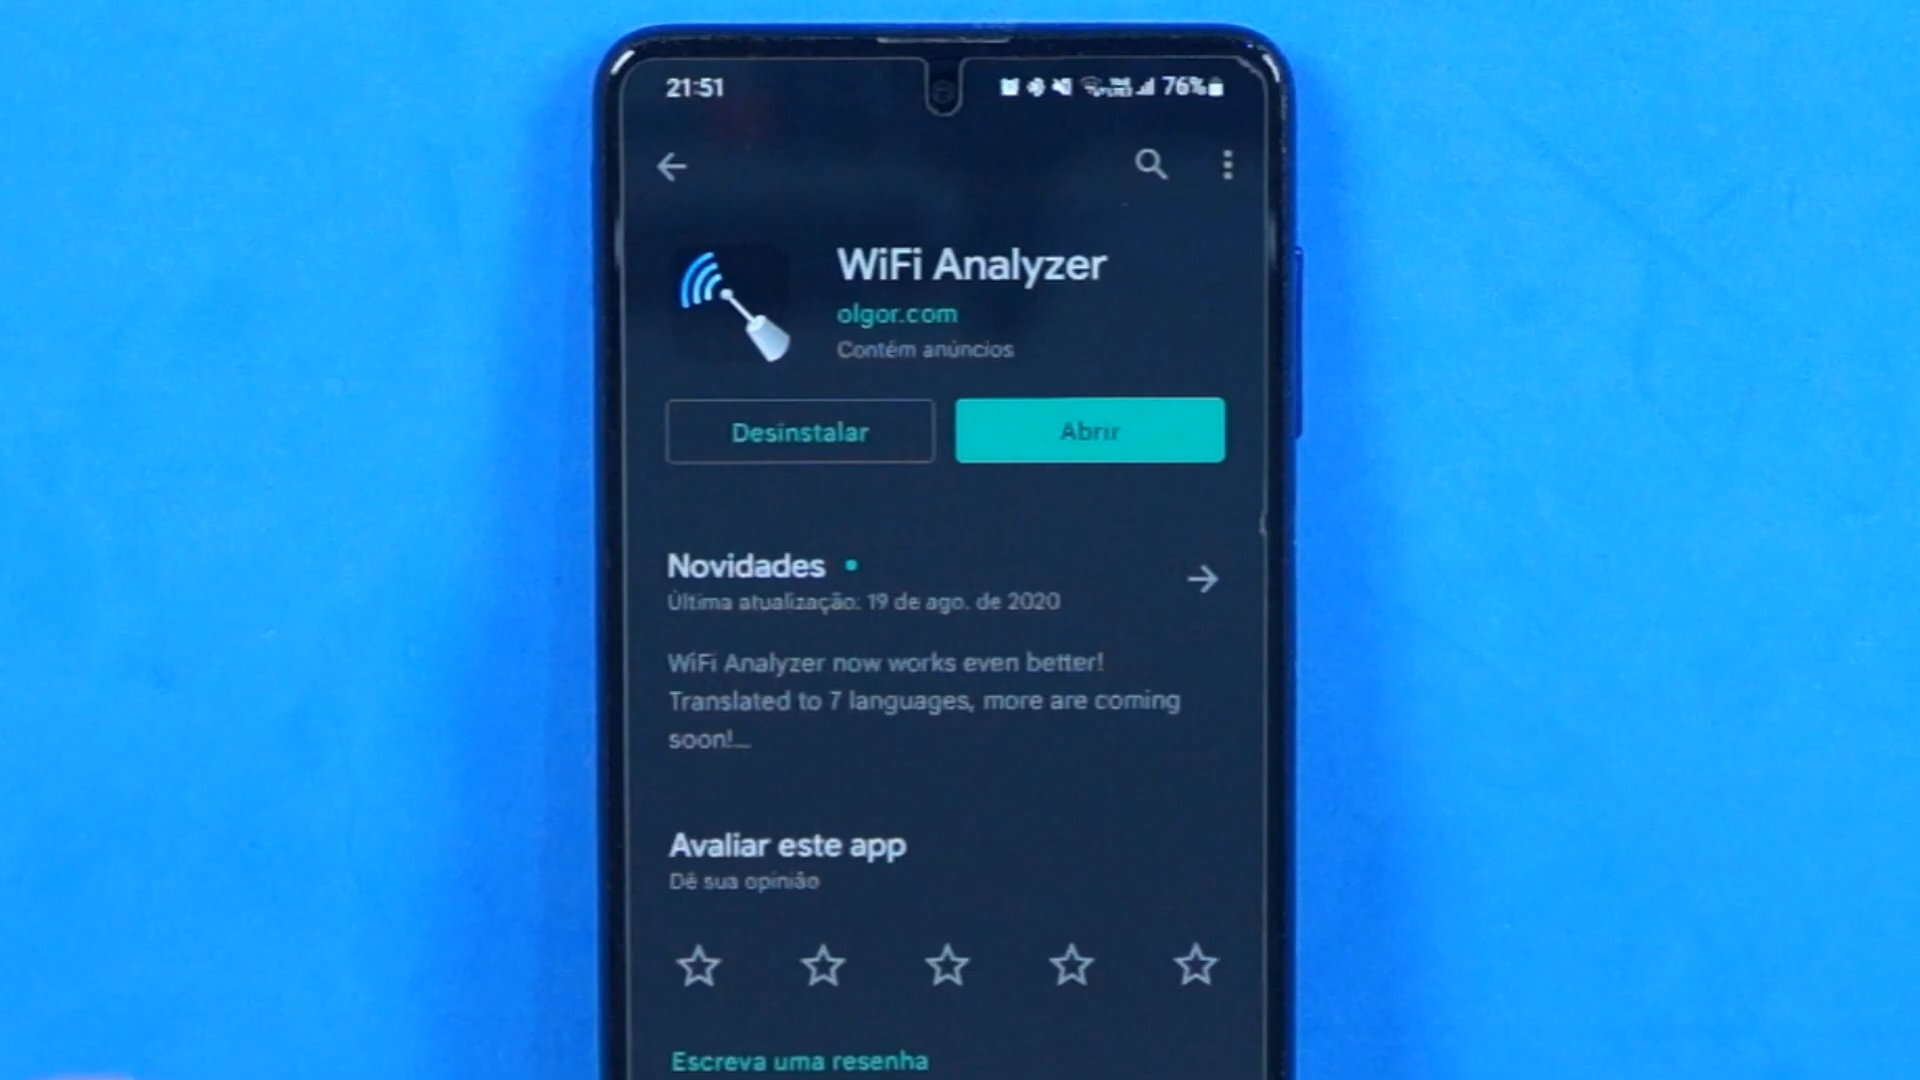 21:51
76%
WiFi Analyzer
olgor.com
Contém anúncios
Desinstalar
Abrir
Novidades
Última atualização: 19 de ago. de 2020
WiFi Analyzer now works even better!
Translated to 7 languages, more are coming
soon!...
Avaliar este app
Dê sua opinião
Escreva uma resenha